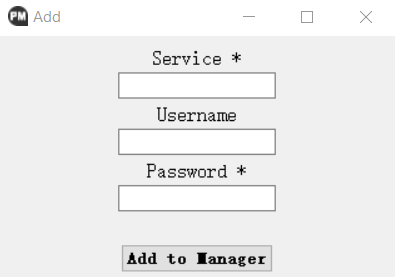 PM Add
Service *
Username
Password *
Add to Manager